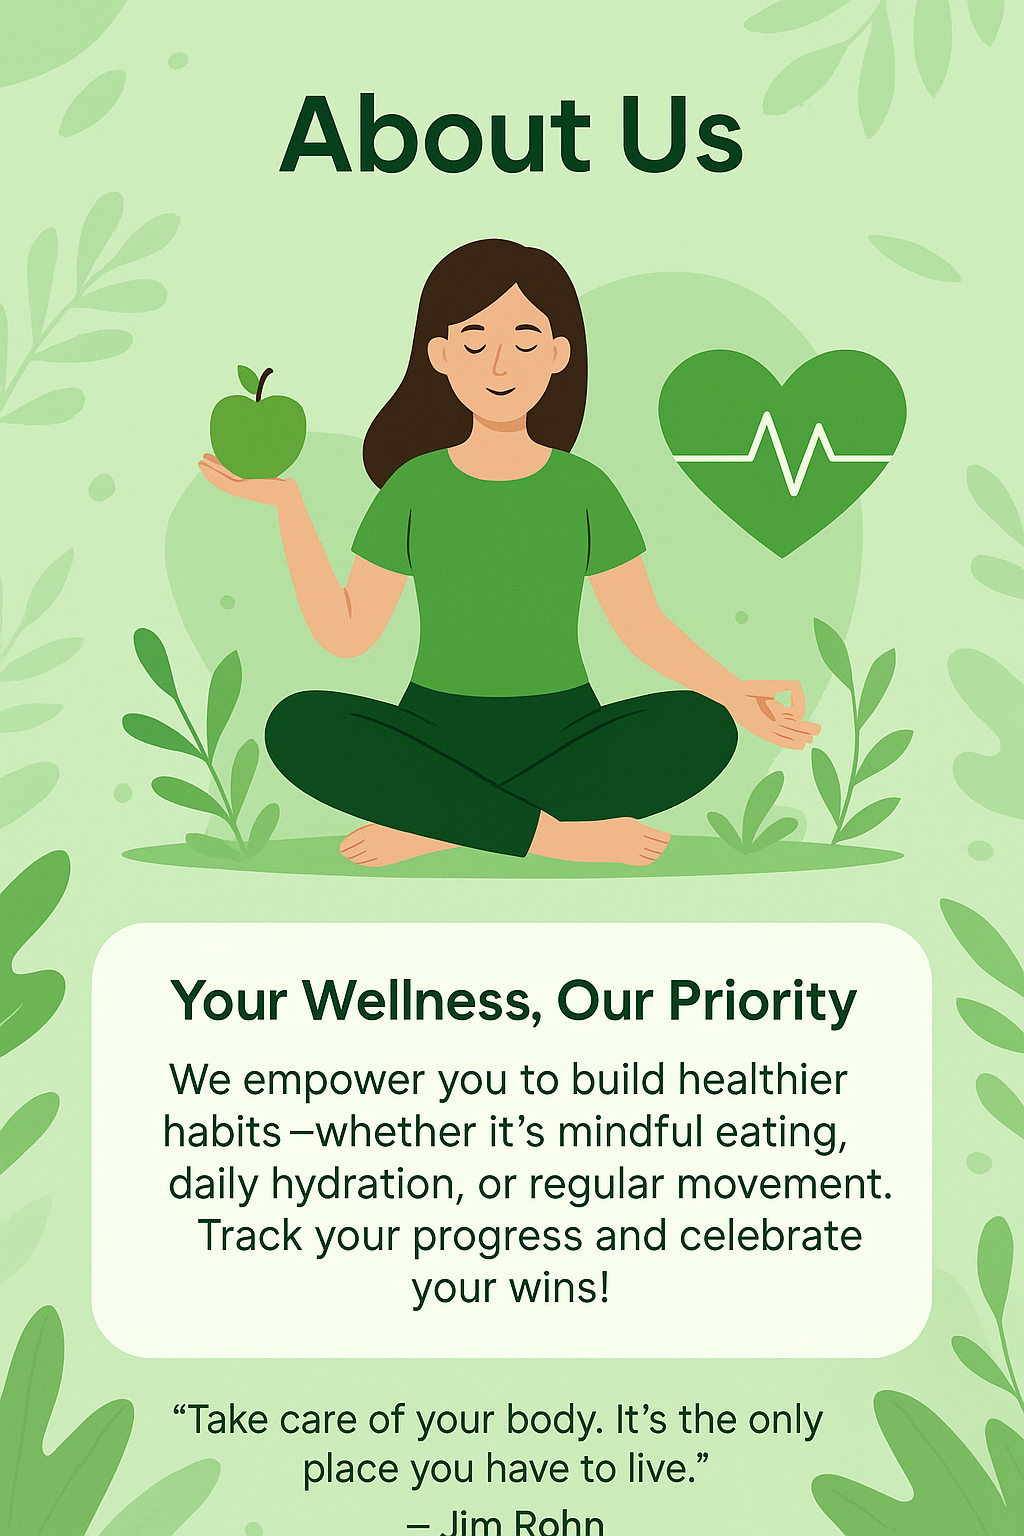 About Us
Your Wellness, Our Priority
We empower you to build healthier
habits—whether it’s mindful eating,
daily hydration, or regular movement.
Track your progress and celebrate
your wins!
“Take care of your body. It’s the only
place you have to live.”
– Jim Rohn